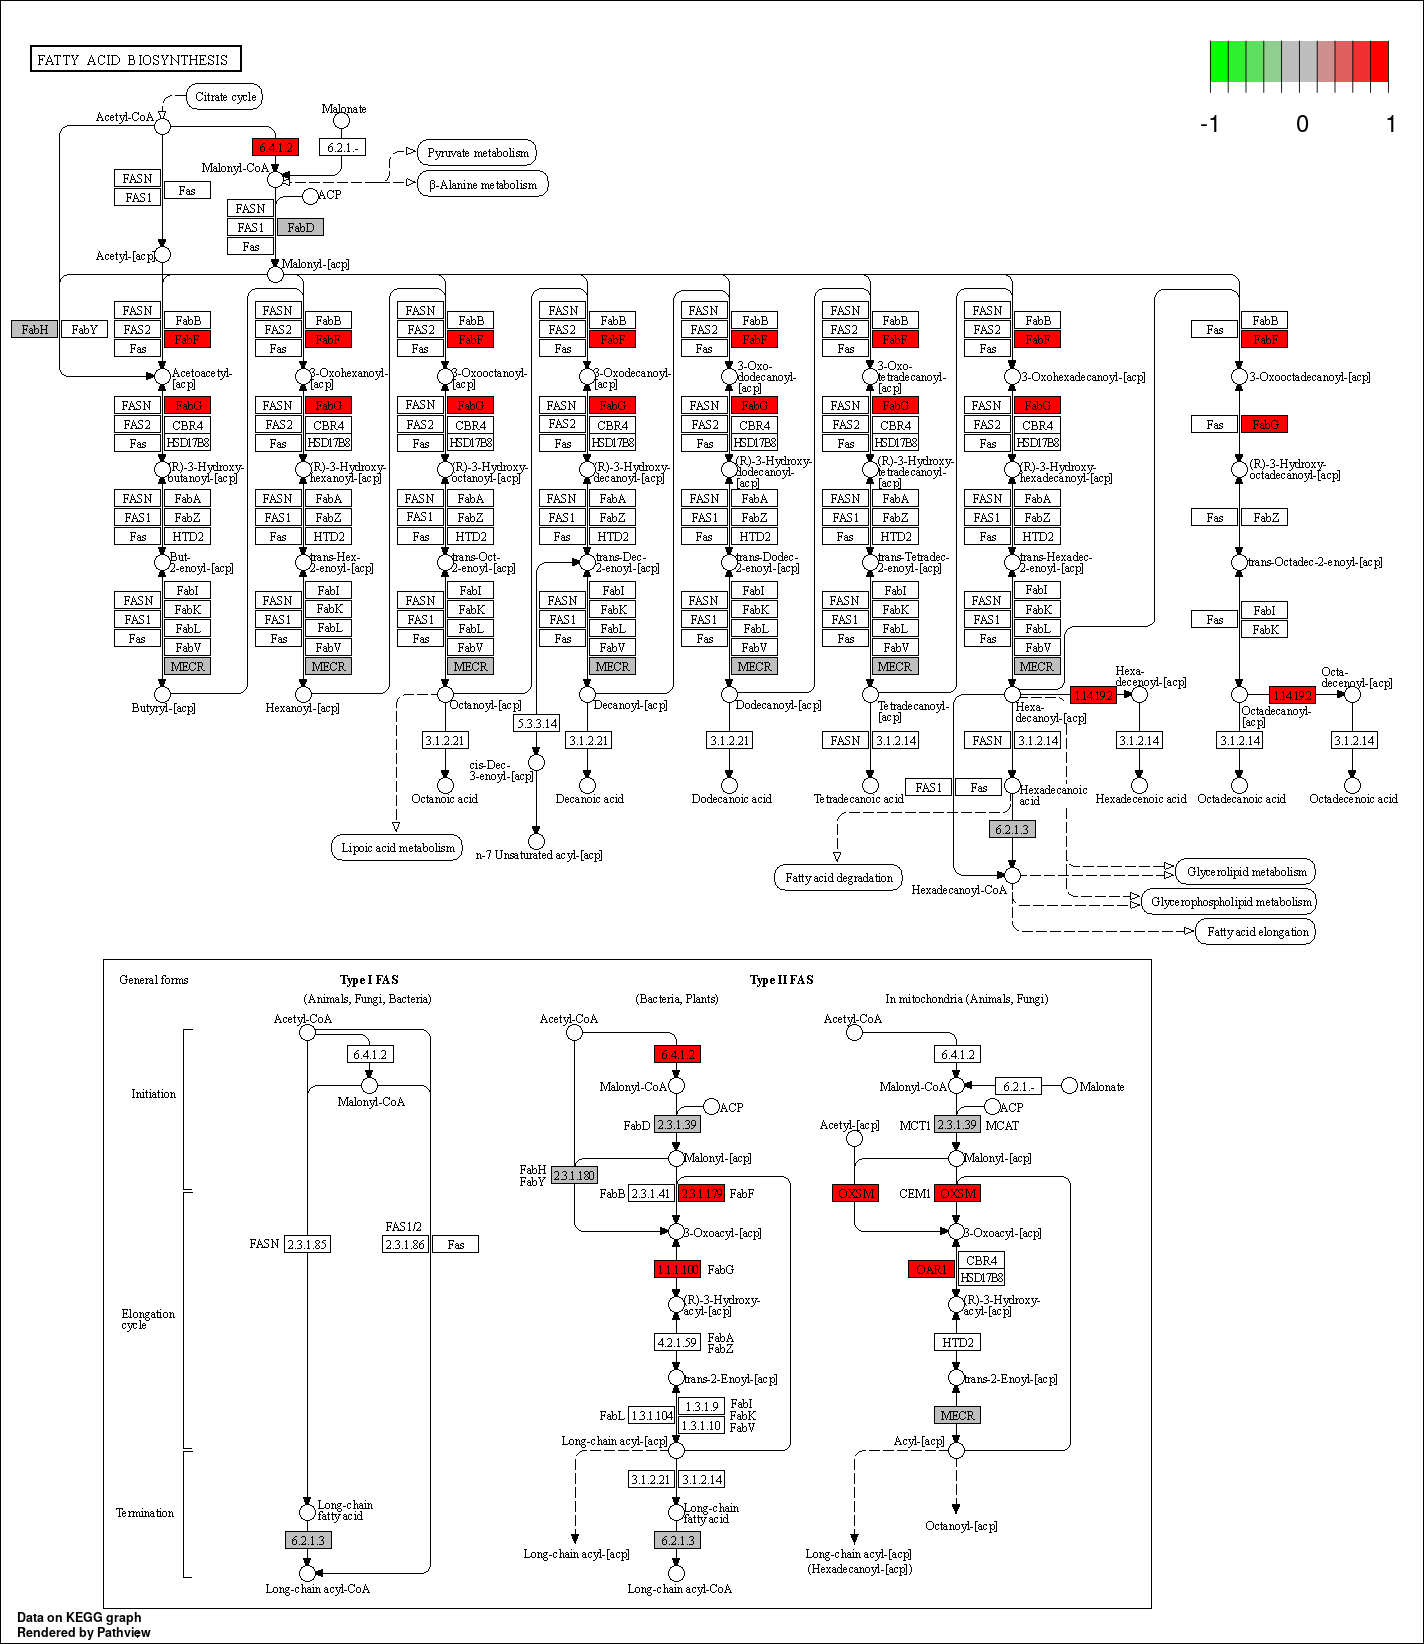 FATTY ACID BIOSYNTHESIS
-1 0 1
Citrate cycle
Malonate
Acetyl-CoA
6.4.1.2
6.2.1.-
Pyruvate metabolism
Malonyl-CoA
FASN
FAS1
Fas
β-Alanine metabolism
ACP
FASN
FAS1
Fas
FabD
Acetyl-[acp]
Malonyl-[acp]
FabH
FabY
FASN
FAS2
Fas
FabB
FabF
FASN
FAS2
Fas
FabB
FabF
FASN
FAS2
Fas
FabB
FabF
FASN
FAS2
Fas
FabB
FabF
FASN
FAS2
Fas
FabB
FabF
FASN
FAS2
Fas
FabB
FabF
FASN
FAS2
Fas
FabB
FabF
Fas
FabB
FabF
Acetoacetyl-
[acp]
3-Oxohexanoyl-
[acp]
3-Oxooctanoyl-
[acp]
3-Oxodecanoyl-
[acp]
3-Oxo-
dodecanoyl-
[acp]
3-Oxo-
tetradecanoyl-
[acp]
3-Oxohexadecanoyl-[acp]
3-Oxooctadecanoyl-[acp]
FASN
FAS2
Fas
FabG
CBR4
HSD17B8
FASN
FAS2
Fas
FabG
CBR4
HSD17B8
FASN
FAS2
Fas
FabG
CBR4
HSD17B8
FASN
FAS2
Fas
FabG
CBR4
HSD17B8
FASN
FAS2
Fas
FabG
CBR4
HSD17B8
FASN
FAS2
Fas
FabG
CBR4
HSD17B8
FASN
FAS2
Fas
FabG
CBR4
HSD17B8
Fas
FabG
(R)-3-Hydroxy-
butanoyl-[acp]
(R)-3-Hydroxy-
hexanoyl-[acp]
(R)-3-Hydroxy-
octanoyl-[acp]
(R)-3-Hydroxy-
decanoyl-[acp]
(R)-3-Hydroxy-
dodecanoyl-
[acp]
(R)-3-Hydroxy-
tetradecanoyl-
[acp]
(R)-3-Hydroxy-
hexadecanoyl-[acp]
(R)-3-Hydroxy-
octadecanoyl-[acp]
FASN
FAS1
Fas
FabA
FabZ
HTD2
FASN
FAS1
Fas
FabA
FabZ
HTD2
FASN
FAS1
Fas
FabA
FabZ
HTD2
FASN
FAS1
Fas
FabA
FabZ
HTD2
FASN
FAS1
Fas
FabA
FabZ
HTD2
FASN
FAS1
Fas
FabA
FabZ
HTD2
FASN
FAS1
Fas
FabA
FabZ
HTD2
Fas
FabZ
But-
2-enoyl-[acp]
trans-Hex-
2-enoyl-[acp]
trans-Oct-
2-enoyl-[acp]
trans-Dec-
2-enoyl-[acp]
trans-Dodec-
2-enoyl-[acp]
trans-Tetradec-
2-enoyl-[acp]
trans-Hexadec-
2-enoyl-[acp]
trans-Octadec-2-enoyl-[acp]
FASN
FAS1
Fas
FabI
FabK
FabL
FabV
MECR
FASN
FAS1
Fas
FabI
FabK
FabL
FabV
MECR
FASN
FAS1
Fas
FabI
FabK
FabL
FabV
MECR
FASN
FAS1
Fas
FabI
FabK
FabL
FabV
MECR
FASN
FAS1
Fas
FabI
FabK
FabL
FabV
MECR
FASN
FAS1
Fas
FabI
FabK
FabL
FabV
MECR
FASN
FAS1
Fas
FabI
FabK
FabL
FabV
MECR
Fas
FabI
FabK
Butyryl-[acp]
Hexanoyl-[acp]
Octanoyl-[acp]
Decanoyl-[acp]
Dodecanoyl-[acp]
Tetradecanoyl-
[acp]
Hexa-
decanoyl-[acp]
1.14.19.2
Hexa-
decenoyl-[acp]
Octadecanoyl-
[acp]
1.14.19.2
Octa-
decenoyl-[acp]
5.3.3.14
3.1.2.21
3.1.2.21
3.1.2.21
FASN
3.1.2.14
FASN
3.1.2.14
3.1.2.14
3.1.2.14
3.1.2.14
cis-Dec-
3-enoyl-[acp]
Octanoic acid
Decanoic acid
Dodecanoic acid
Tetradecanoic acid
FAS1
Fas
Hexadecanoic
acid
Hexadecenoic acid
Octadecanoic acid
Octadecenoic acid
6.2.1.3
Lipoic acid metabolism
n-7 Unsaturated acyl-[acp]
Fatty acid degradation
Hexadecanoyl-CoA
Glycerolipid metabolism
Glycerophospholipid metabolism
Fatty acid elongation
General forms
Type I FAS
Type II FAS
(Animals, Fungi, Bacteria)
(Bacteria, Plants)
In mitochondria (Animals, Fungi)
Initiation
Elongation
cycle
Termination
Acetyl-CoA
6.4.1.2
Malonyl-CoA
FASN
2.3.1.85
FAS1/2
2.3.1.86
Fas
Long-chain
fatty acid
6.2.1.3
Long-chain acyl-CoA
Acetyl-CoA
6.4.1.2
Malonyl-CoA
ACP
FabD
2.3.1.39
Malonyl-[acp]
FabH
FabY
2.3.1.180
FabB
2.3.1.41
2.3.1.179
FabF
3-Oxoacyl-[acp]
1.1.1.100
FabG
(R)-3-Hydroxy-
acyl-[acp]
4.2.1.59
FabA
FabZ
trans-2-Enoyl-[acp]
FabL
1.3.1.104
1.3.1.9
1.3.1.10
FabI
FabK
FabV
Long-chain acyl-[acp]
3.1.2.21
3.1.2.14
Long-chain
fatty acid
6.2.1.3
Long-chain acyl-[acp]
Long-chain acyl-CoA
Acetyl-CoA
6.4.1.2
Malonyl-CoA
6.2.1.-
Malonate
ACP
Acetyl-[acp]
MCT1
2.3.1.39
MCAT
Malonyl-[acp]
OXSM
CEM1
OXSM
3-Oxoacyl-[acp]
OAR1
CBR4
HSD17B8
(R)-3-Hydroxy-
acyl-[acp]
HTD2
trans-2-Enoyl-[acp]
MECR
Acyl-[acp]
Octanoyl-[acp]
Long-chain acyl-[acp]
(Hexadecanoyl-[acp])
Data on KEGG graph
Rendered by Pathview